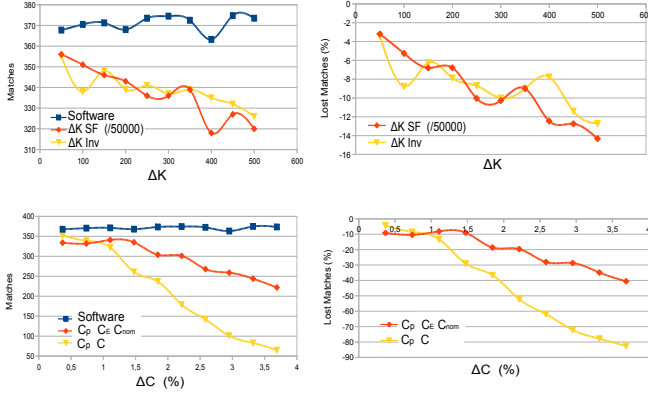 380
370
360
350
340
330
320
310
0 100 200 300 400 500 600
Matches
ΔK
Software
ΔK SF (/50000)
ΔK Inv
0
-2
-4
-6
-8
-10
-12
-14
-16
0 100 200 300 400 500 600
Lost Matches (%)
ΔK
ΔK SF (/50000)
ΔK Inv
400
350
300
250
200
150
100
50
0 0,5 1 1,5 2 2,5 3 3,5 4
Matches
ΔC (%)
Software
Cp CE Cnom
Cp C
0
-10
-20
-30
-40
-50
-60
-70
-80
-90
0 0,5 1 1,5 2 2,5 3 3,5 4
Lost Matches (%)
ΔC (%)
Cp CE Cnom
Cp C